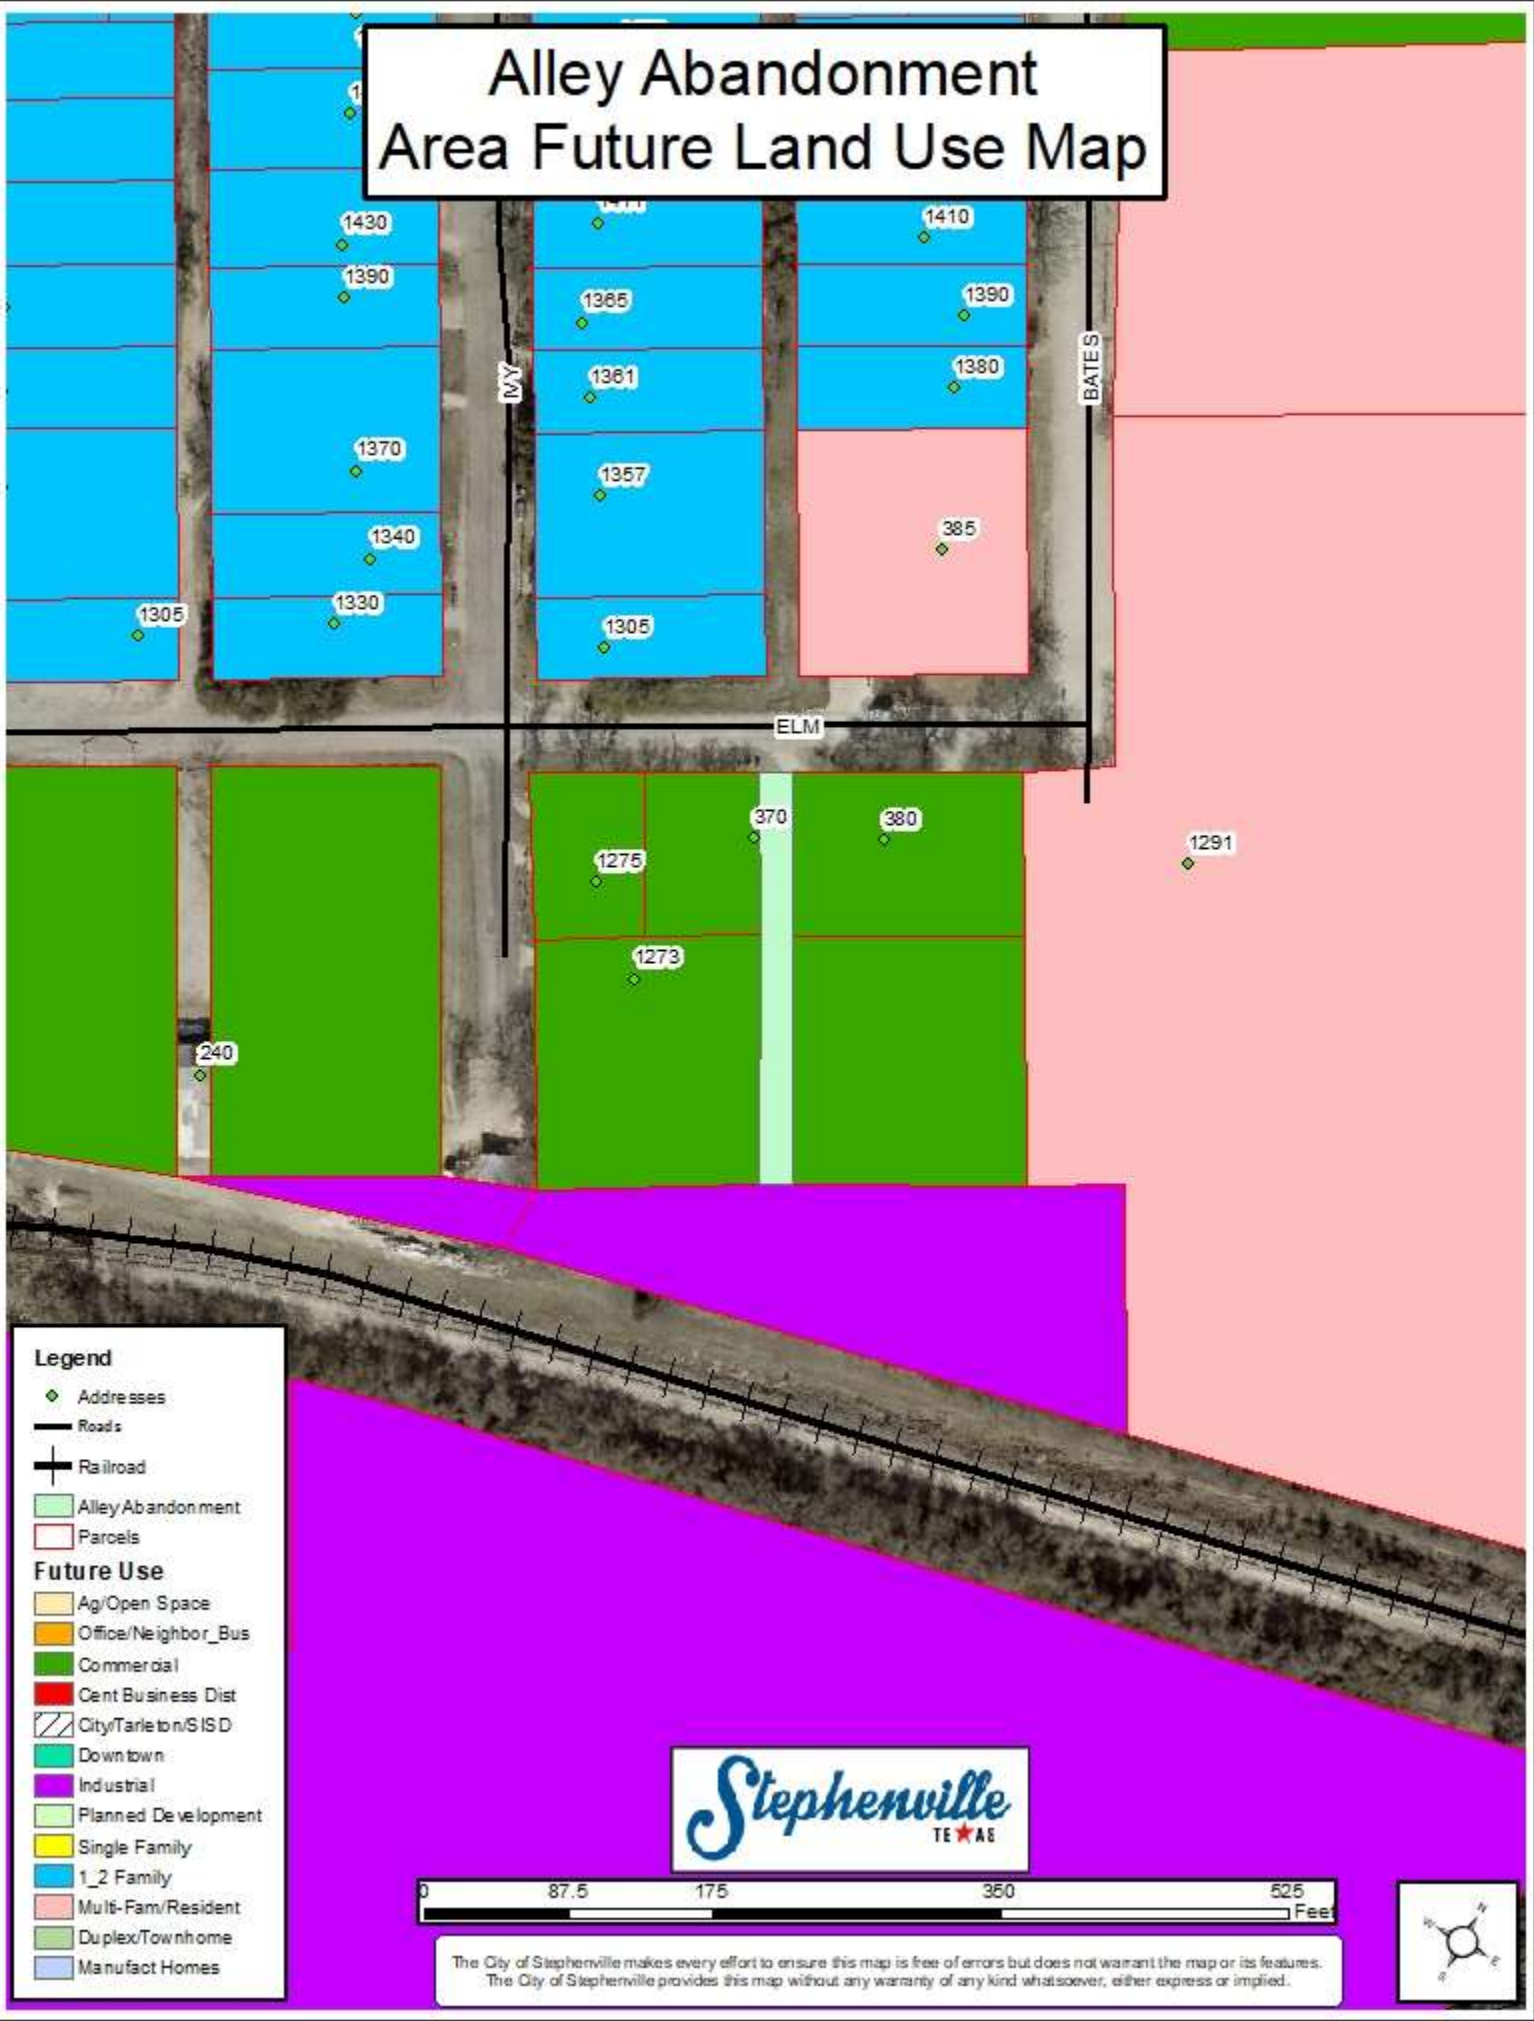 Alley Abandonment
Area Future Land Use Map
1430
1390
1410
1365
1390
1361
1380
IVY
BATES
1370
1357
385
1340
1330
1305
1305
ELM
370
380
1275
1291
1273
240
Legend
Addresses
Roads
Railroad
Alley Abandonment
Parcels
Future Use
Ag/Open Space
Office/Neighbor_Bus
Commercial
Cent Business Dist
City/Tarleton/SISD
Downtown
Industrial
Planned Development
Single Family
1_2 Family
Multi-Fam/Resident
Duplex/Townhome
Manufact Homes
Stephenville
TEXAS
0 87.5 175 350 525
Feet
The City of Stephenville makes every effort to ensure this map is free of errors but does not warrant the map or its features.
The City of Stephenville provides this map without any warranty of any kind whatsoever, either express or implied.
N
W
E
S